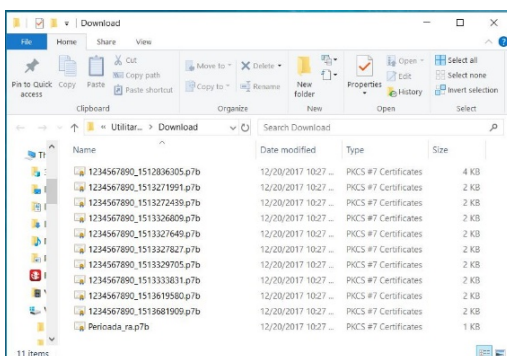 Download
File Home Share View
Pin to Quick access
Copy
Paste
Cut
Copy path
Paste shortcut
Clipboard
Move to
Copy to
Delete
Rename
Organize
New folder
New
Properties
Open
Edit
History
Open
Select all
Select none
Invert selection
Select
« Utilitar... > Download
Search Download
Name Date modified Type Size
1234567890_1512836305.p7b 12/20/2017 10:27 ... PKCS #7 Certificates 4 KB
1234567890_1513271991.p7b 12/20/2017 10:27 ... PKCS #7 Certificates 2 KB
1234567890_1513272439.p7b 12/20/2017 10:27 ... PKCS #7 Certificates 2 KB
1234567890_1513326809.p7b 12/20/2017 10:27 ... PKCS #7 Certificates 2 KB
1234567890_1513327649.p7b 12/20/2017 10:27 ... PKCS #7 Certificates 2 KB
1234567890_1513327827.p7b 12/20/2017 10:27 ... PKCS #7 Certificates 2 KB
1234567890_1513329705.p7b 12/20/2017 10:27 ... PKCS #7 Certificates 2 KB
1234567890_1513333831.p7b 12/20/2017 10:27 ... PKCS #7 Certificates 2 KB
1234567890_1513619580.p7b 12/20/2017 10:27 ... PKCS #7 Certificates 2 KB
1234567890_1513681909.p7b 12/20/2017 10:27 ... PKCS #7 Certificates 2 KB
Perioada_ra.p7b 12/20/2017 10:27 ... PKCS #7 Certificates 1 KB
11 items